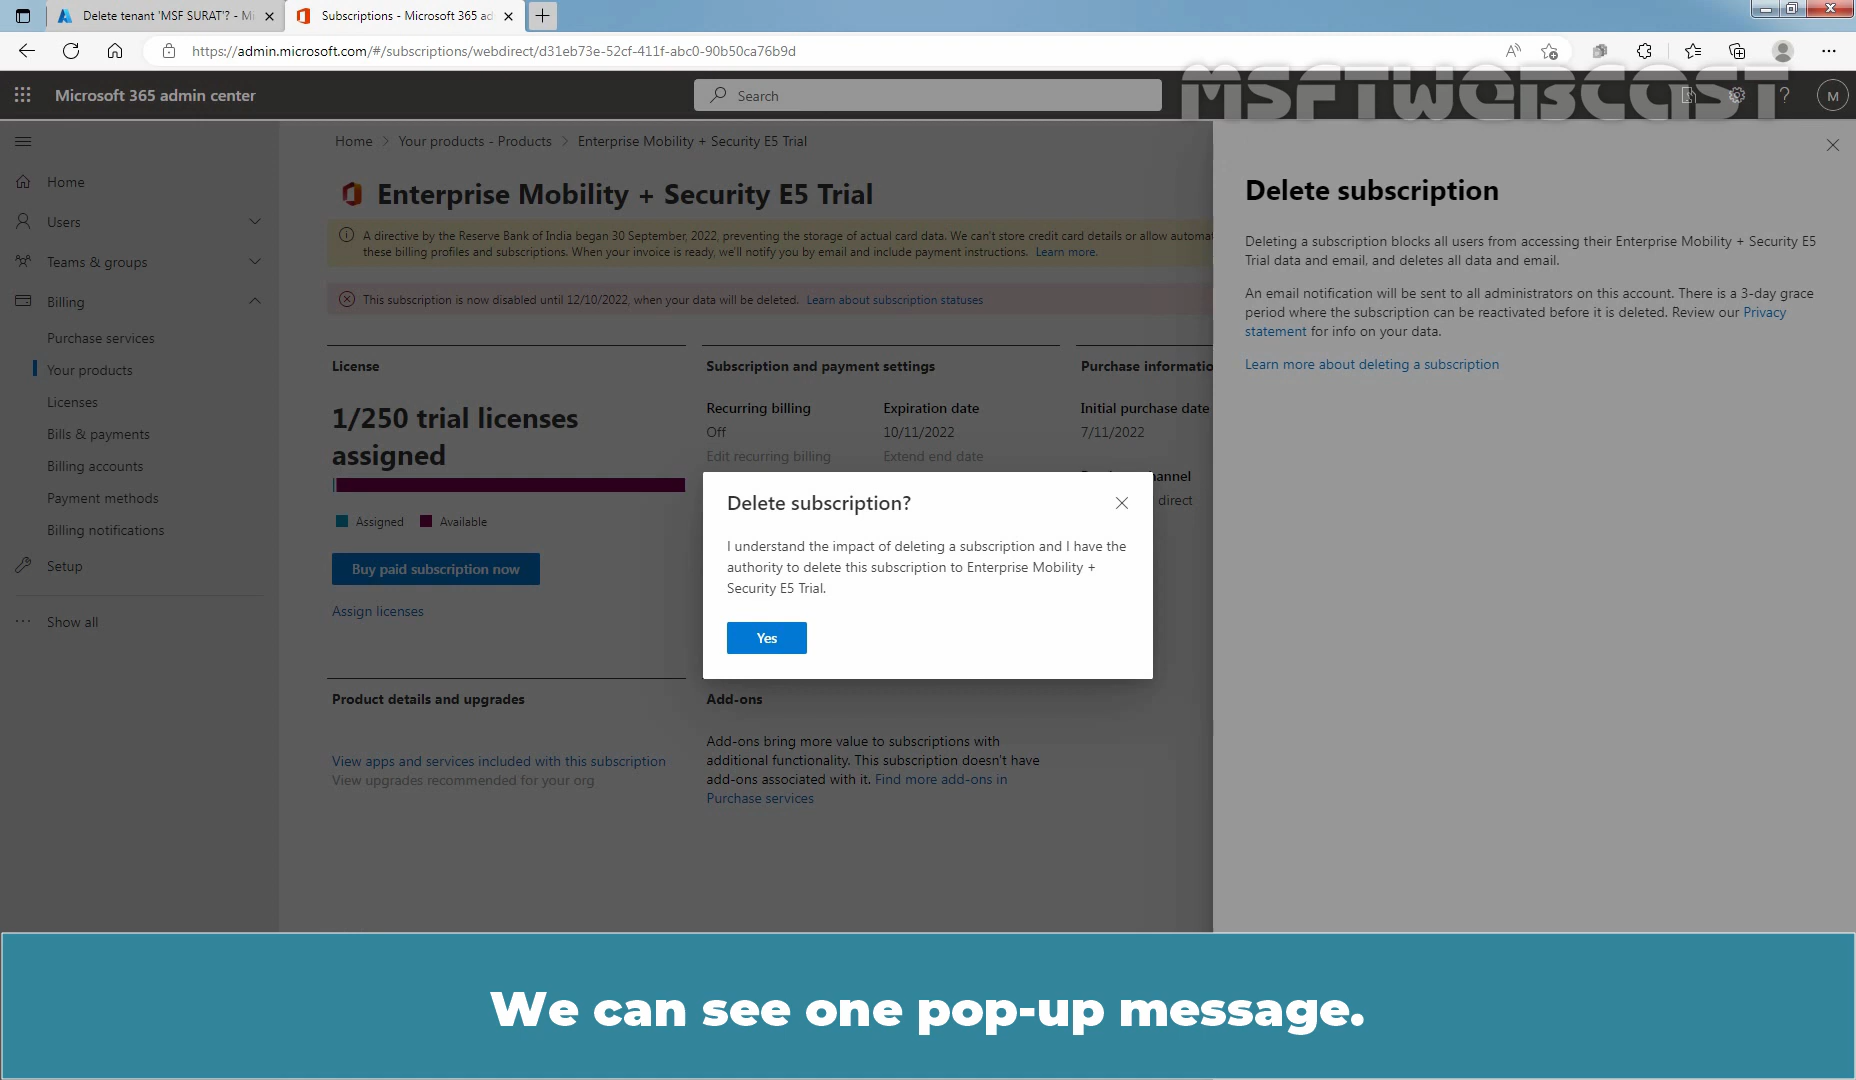 Delete tenant 'MSF SURAT'? - Mi
Subscriptions - Microsoft 365 ad
https://admin.microsoft.com/#/subscriptions/webdirect/d31eb73e-52cf-411f-abc0-90b50ca76b9d
Microsoft 365 admin center
Search
MSFTWEBCAST
M
Home
Users
Teams & groups
Billing
Purchase services
Your products
Licenses
Bills & payments
Billing accounts
Payment methods
Billing notifications
Setup
Show all
Home > Your products - Products > Enterprise Mobility + Security E5 Trial
Enterprise Mobility + Security E5 Trial
A directive by the Reserve Bank of India began 30 September, 2022, preventing the storage of actual card data. We can't store credit card details or allow automat
these billing profiles and subscriptions. When your invoice is ready, we'll notify you by email and include payment instructions. Learn more.
This subscription is now disabled until 12/10/2022, when your data will be deleted. Learn about subscription statuses
License
1/250 trial licenses
assigned
Assigned
Available
Buy paid subscription now
Assign licenses
Subscription and payment settings
Recurring billing
Off
Edit recurring billing
Expiration date
10/11/2022
Extend end date
Purchase informatio
Initial purchase date
7/11/2022
hannel
direct
Delete subscription?
I understand the impact of deleting a subscription and I have the
authority to delete this subscription to Enterprise Mobility +
Security E5 Trial.
Yes
Product details and upgrades
View apps and services included with this subscription
View upgrades recommended for your org
Add-ons
Add-ons bring more value to subscriptions with
additional functionality. This subscription doesn't have
add-ons associated with it. Find more add-ons in
Purchase services
Delete subscription
Deleting a subscription blocks all users from accessing their Enterprise Mobility + Security E5
Trial data and email, and deletes all data and email.
An email notification will be sent to all administrators on this account. There is a 3-day grace
period where the subscription can be reactivated before it is deleted. Review our Privacy
statement for info on your data.
Learn more about deleting a subscription
We can see one pop-up message.